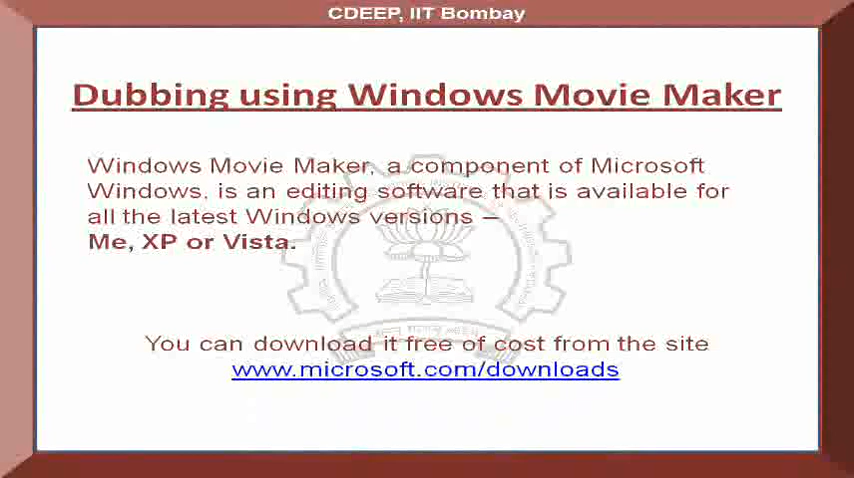 CDEEP, IIT Bombay
Dubbing using Windows Movie Maker
Windows Movie Maker, a component of Microsoft
Windows, is an editing software that is available for
all the latest Windows versions –
Me, XP or Vista.
You can download it free of cost from the site
www.microsoft.com/downloads